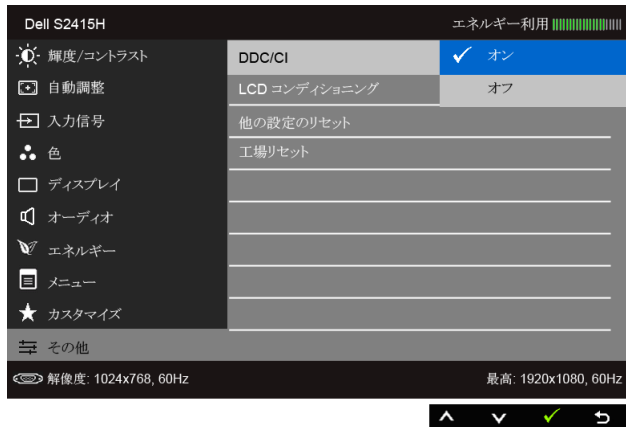 Dell S2415H
エネルギー利用
輝度/コントラスト
DDC/CI
オン
自動調整
LCD コンディショニング
オフ
入力信号
他の設定のリセット
色
工場リセット
ディスプレイ
オーディオ
エネルギー
メニュー
カスタマイズ
その他
解像度: 1024x768, 60Hz
最高: 1920x1080, 60Hz